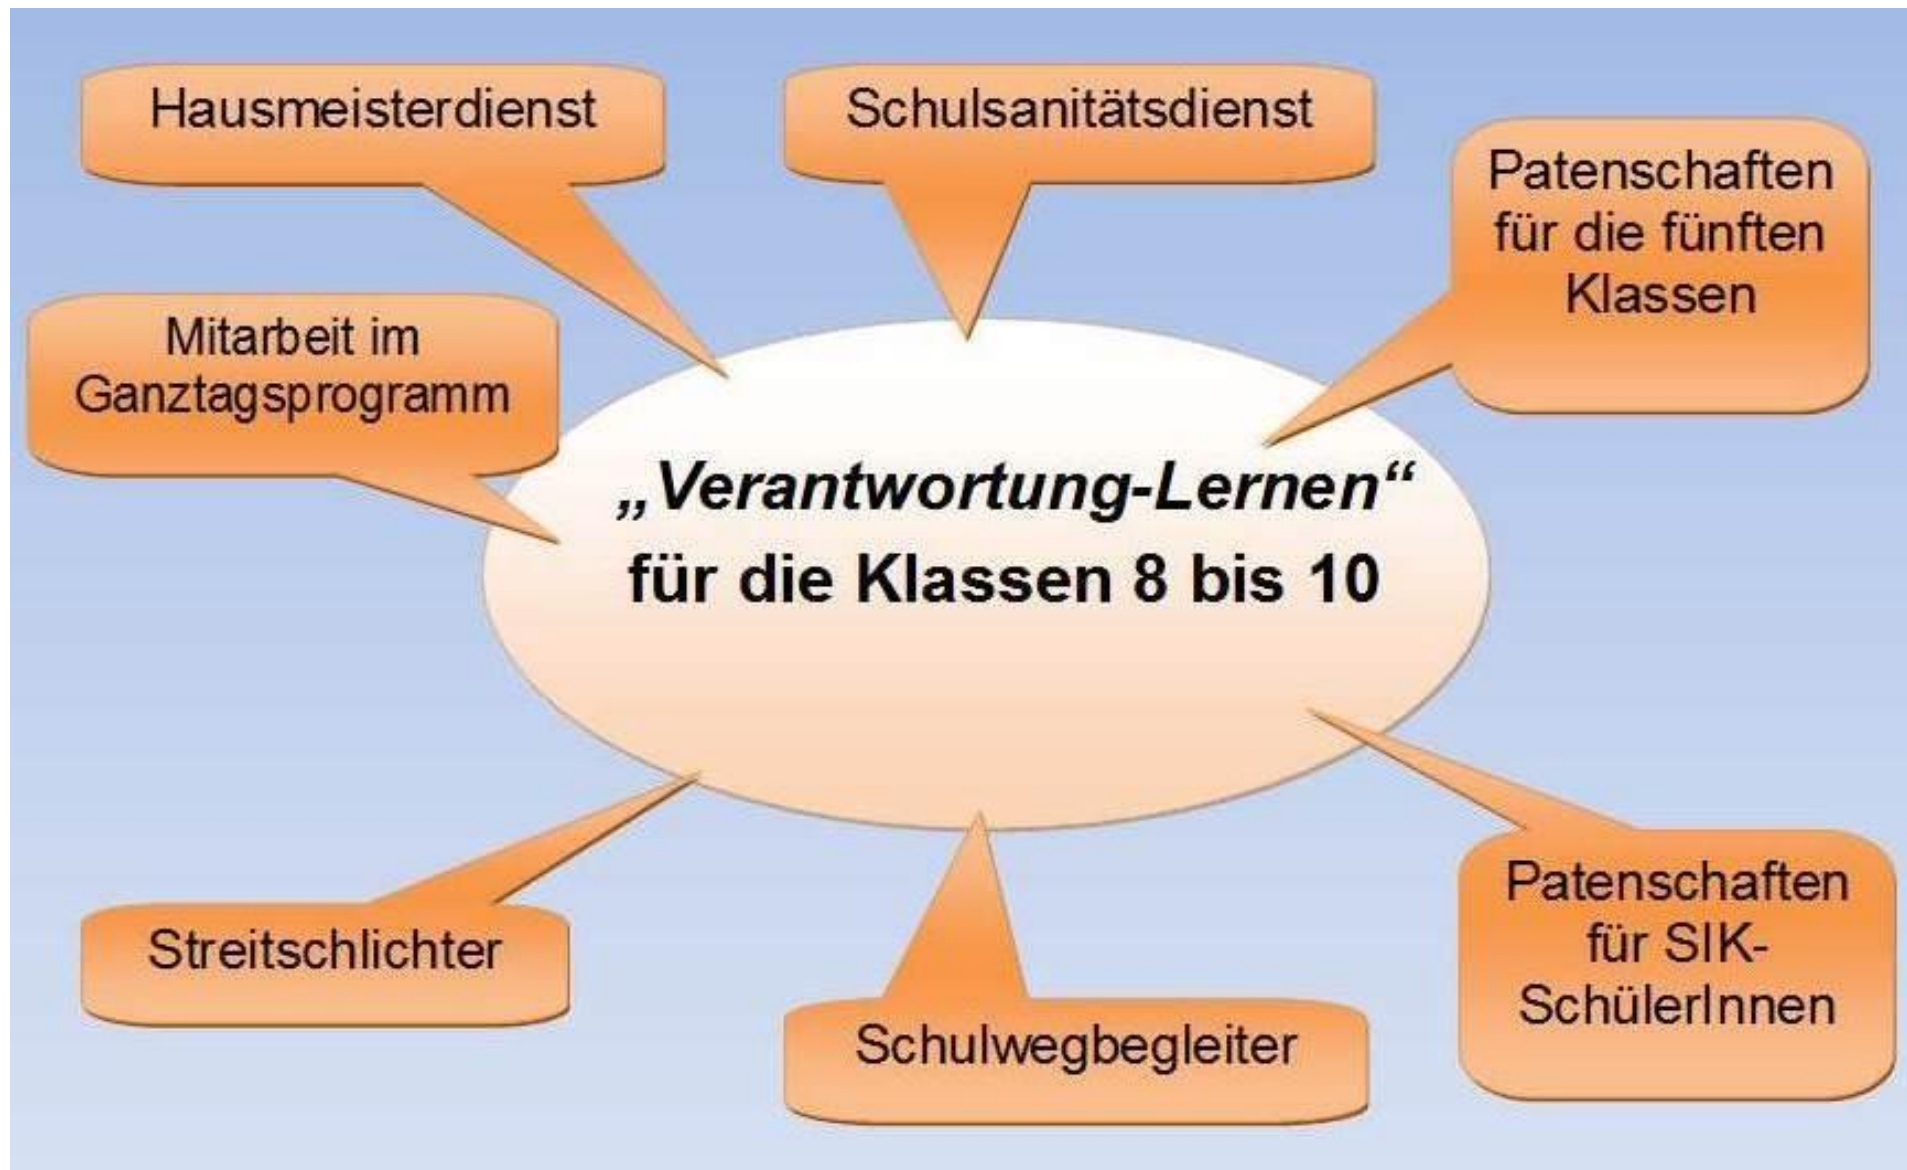 Hausmeisterdienst
Schulsanitätsdienst
Patenschaften
für die fünften
Klassen
Mitarbeit im
Ganztagsprogramm
„Verantwortung-Lernen“
für die Klassen 8 bis 10
Streitschlichter
Schulwegbegleiter
Patenschaften
für SIK-
SchülerInnen